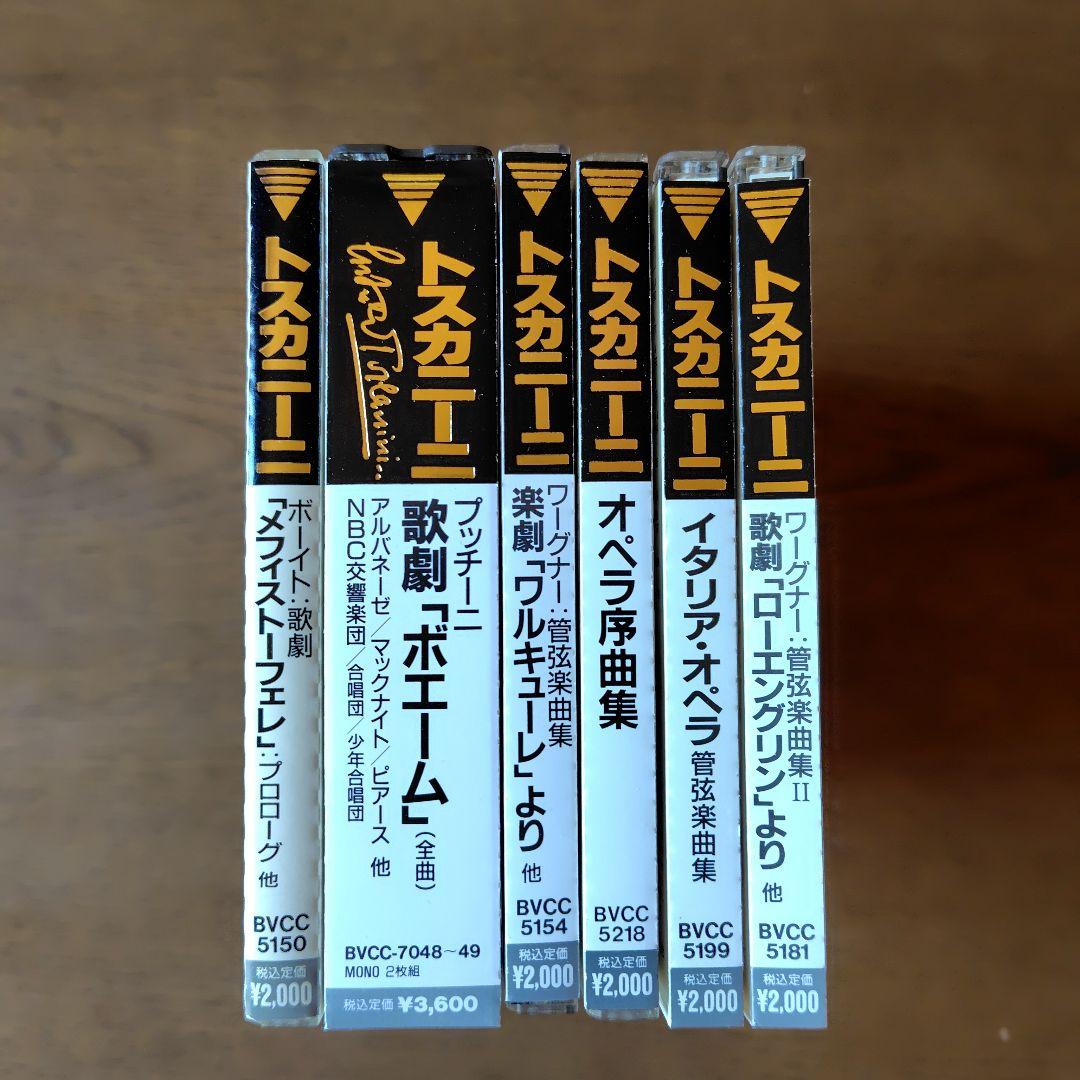 トスカニーニ
ボーイト:歌劇
「メフィストーフェレ」:プロローグ 他
BVCC
5150
税込定価
¥2,000
トスカニーニ
プッチーニ
歌劇「ボエーム」(全曲)
アルバネーゼ/マックナイト/ピアース 他
NBC交響楽団/合唱団/少年合唱団
BVCC-7048~49
MONO 2枚組
税込定価 ¥3,600
トスカニーニ
ワーグナー:管弦楽曲集
楽劇「ワルキューレ」より 他
BVCC
5154
税込定価
¥2,000
トスカニーニ
オペラ序曲集
BVCC
5218
税込定価
¥2,000
トスカニーニ
イタリア・オペラ管弦楽曲集
BVCC
5199
税込定価
¥2,000
トスカニーニ
ワーグナー:管弦楽曲集II
歌劇「ローエングリン」より 他
BVCC
5181
税込定価
¥2,000